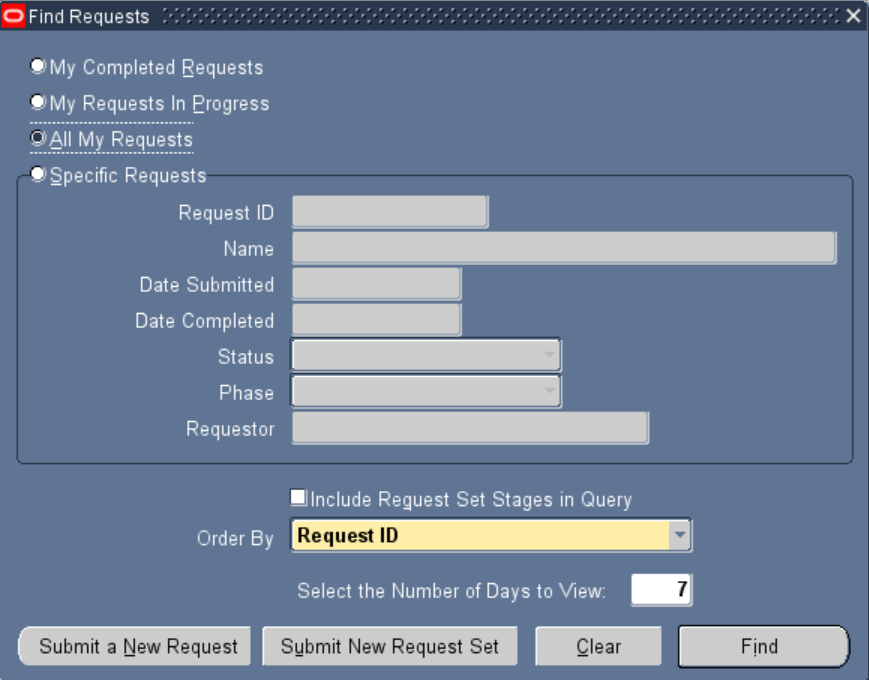 Find Requests
My Completed Requests
My Requests In Progress
All My Requests
Specific Requests
Request ID
Name
Date Submitted
Date Completed
Status
Phase
Requestor
Include Request Set Stages in Query
Order By Request ID
Select the Number of Days to View: 7
Submit a New Request Submit New Request Set Clear Find